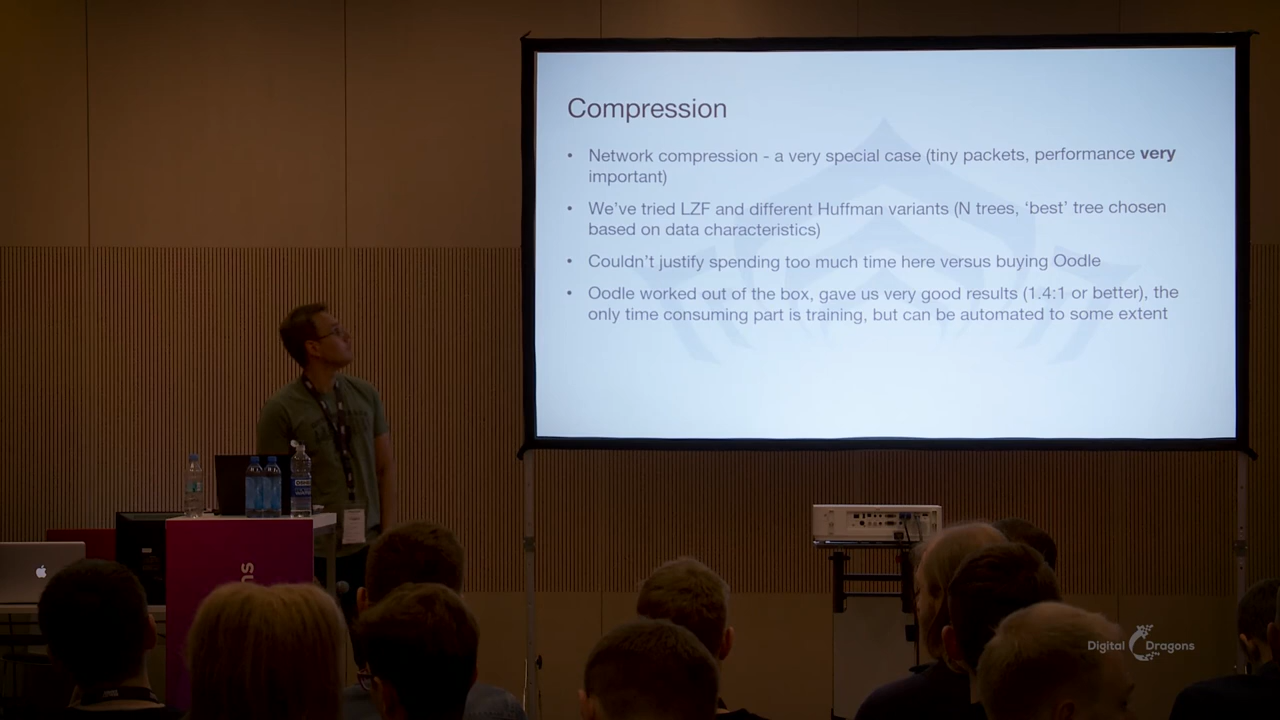 Compression
• Network compression - a very special case (tiny packets, performance very
important)
• We've tried LZF and different Huffman variants (N trees, 'best' tree chosen
based on data characteristics)
• Couldn't justify spending too much time here versus buying Oodle
• Oodle worked out of the box, gave us very good results (1.4:1 or better), the
only time consuming part is training, but can be automated to some extent
ns
Digital Dragons